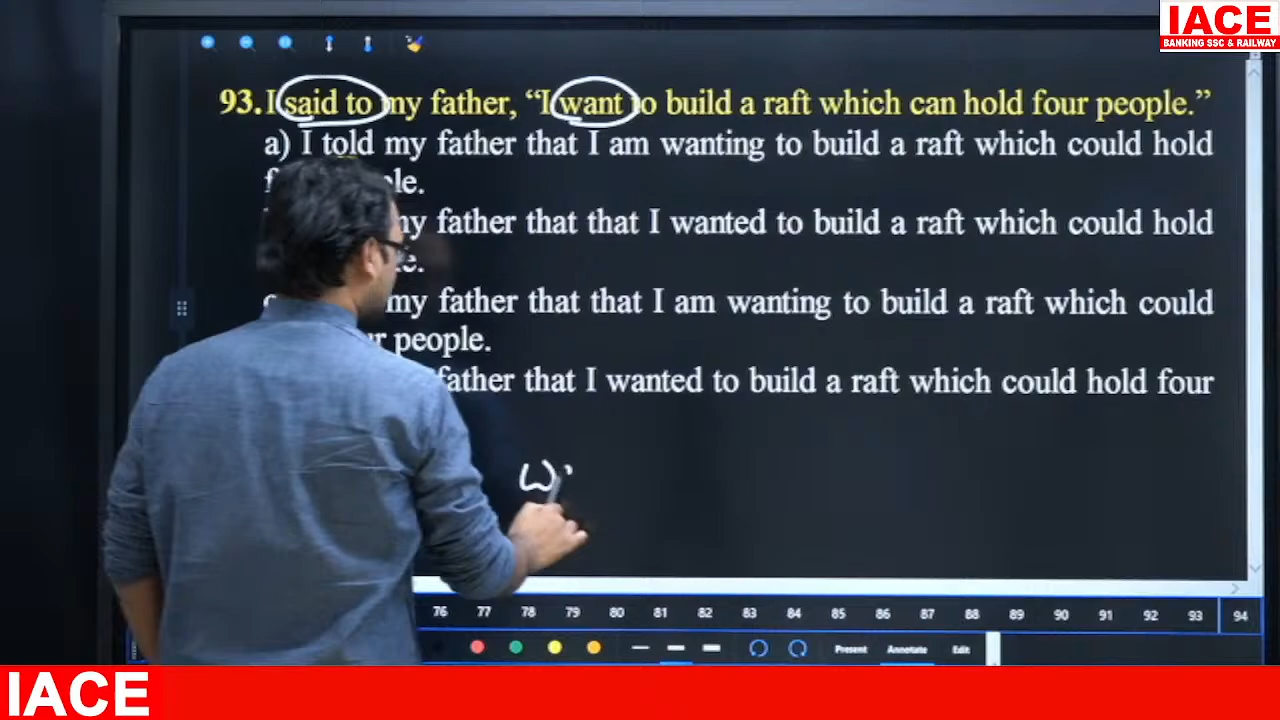 IACE
BANKING SSC & RAILWAY
93. I said to my father, “I want to build a raft which can hold four people.”
a) I told my father that I am wanting to build a raft which could hold
my father that that I wanted to build a raft which could hold
my father that that I am wanting to build a raft which could
people.
father that I wanted to build a raft which could hold four
76 77 78 79 80 81 82 83 84 85 86 87 88 89 90 91 92 93 94
Present Annotate Edit
IACE